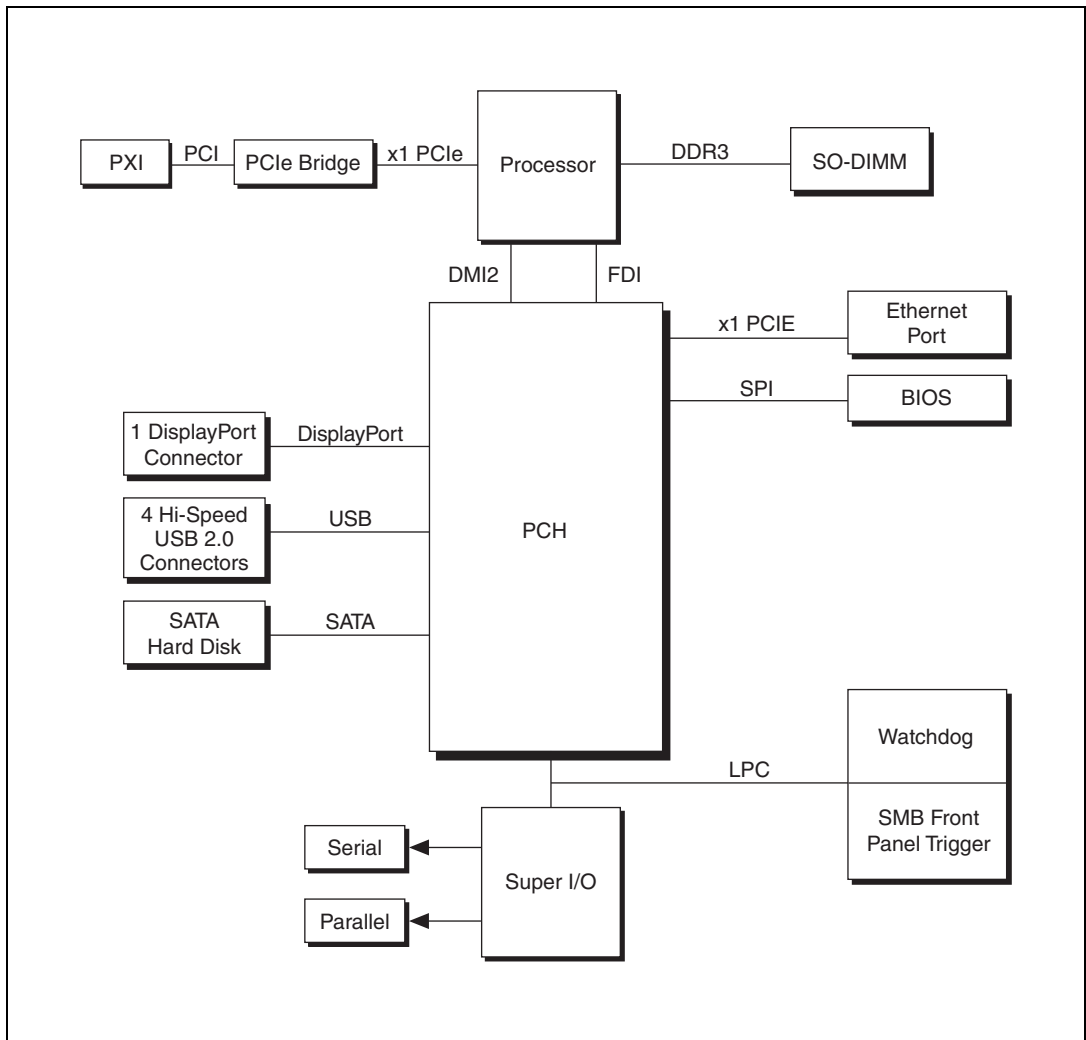 PXI
PCI
PCIe Bridge
x1 PCIe
Processor
DDR3
SO-DIMM
DMI2
FDI
x1 PCIE
Ethernet
Port
SPI
BIOS
1 DisplayPort
Connector
DisplayPort
4 Hi-Speed
USB 2.0
Connectors
USB
PCH
SATA
Hard Disk
SATA
LPC
Watchdog
SMB Front
Panel Trigger
Serial
Super I/O
Parallel